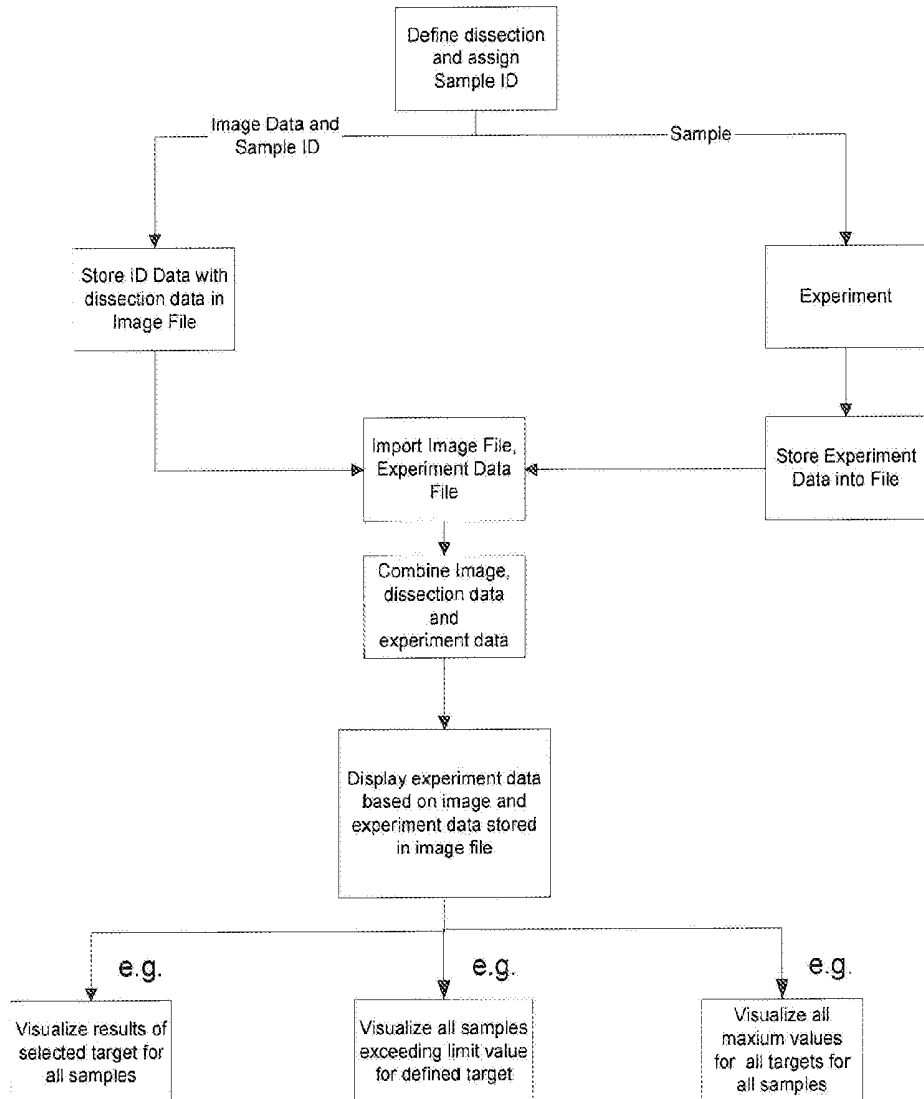 Define dissection
and assign
Sample ID
Image Data and
Sample ID
Sample
Store ID Data with
dissection data in
Image File
Experiment
Import Image File,
Experiment Data
File
Store Experiment
Data into File
Combine Image,
dissection data
and
experiment data
Display experiment data
based on image and
experiment data stored
in image file
e.g.
e.g.
e.g.
Visualize results of
selected target for
all samples
Visualize all samples
exceeding limit value
for defined target
Visualize all
maxium values
for all targets for
all samples